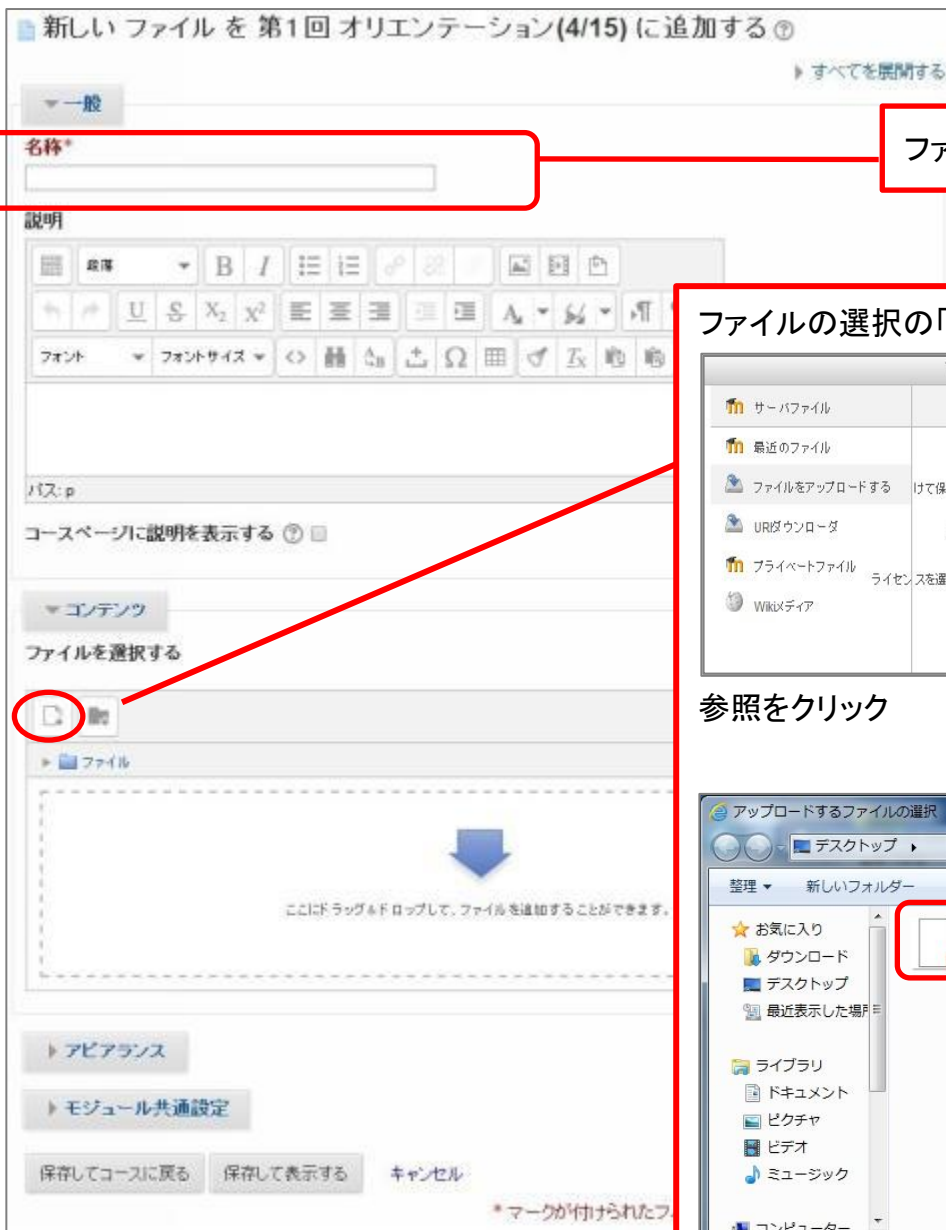 新しい ファイル を 第1回 オリエンテーション(4/15) に追加する
すべてを展開する
一般
名称*
ファ
説明
段落
B I
U S X₂ X²
フォント フォントサイズ
パス: p
コースページに説明を表示する
コンテンツ
ファイルを選択する
ファイル
ここにドラッグ&ドロップして、ファイルを追加することができます。
アピアランス
モジュール共通設定
保存してコースに戻る 保存して表示する キャンセル
* マークが付けられたフ
ファイルの選択の「
サーバファイル
最近のファイル
ファイルをアップロードする けて保
URLダウンローダ
プライベートファイル
ライセンスを選
Wikiメディア
参照をクリック
アップロードするファイルの選択
デスクトップ
整理 新しいフォルダー
お気に入り
ダウンロード
デスクトップ
最近表示した場所
ライブラリ
ドキュメント
ピクチャ
ビデオ
ミュージック
コンピューター